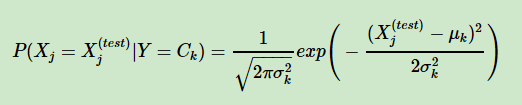 P(X_j = X_j^{(test)}|Y = C_k) = \frac{1}{\sqrt{2\pi\sigma_k^2}} exp\left( - \frac{(X_j^{(test)} - \mu_k)^2}{2\sigma_k^2} \right)